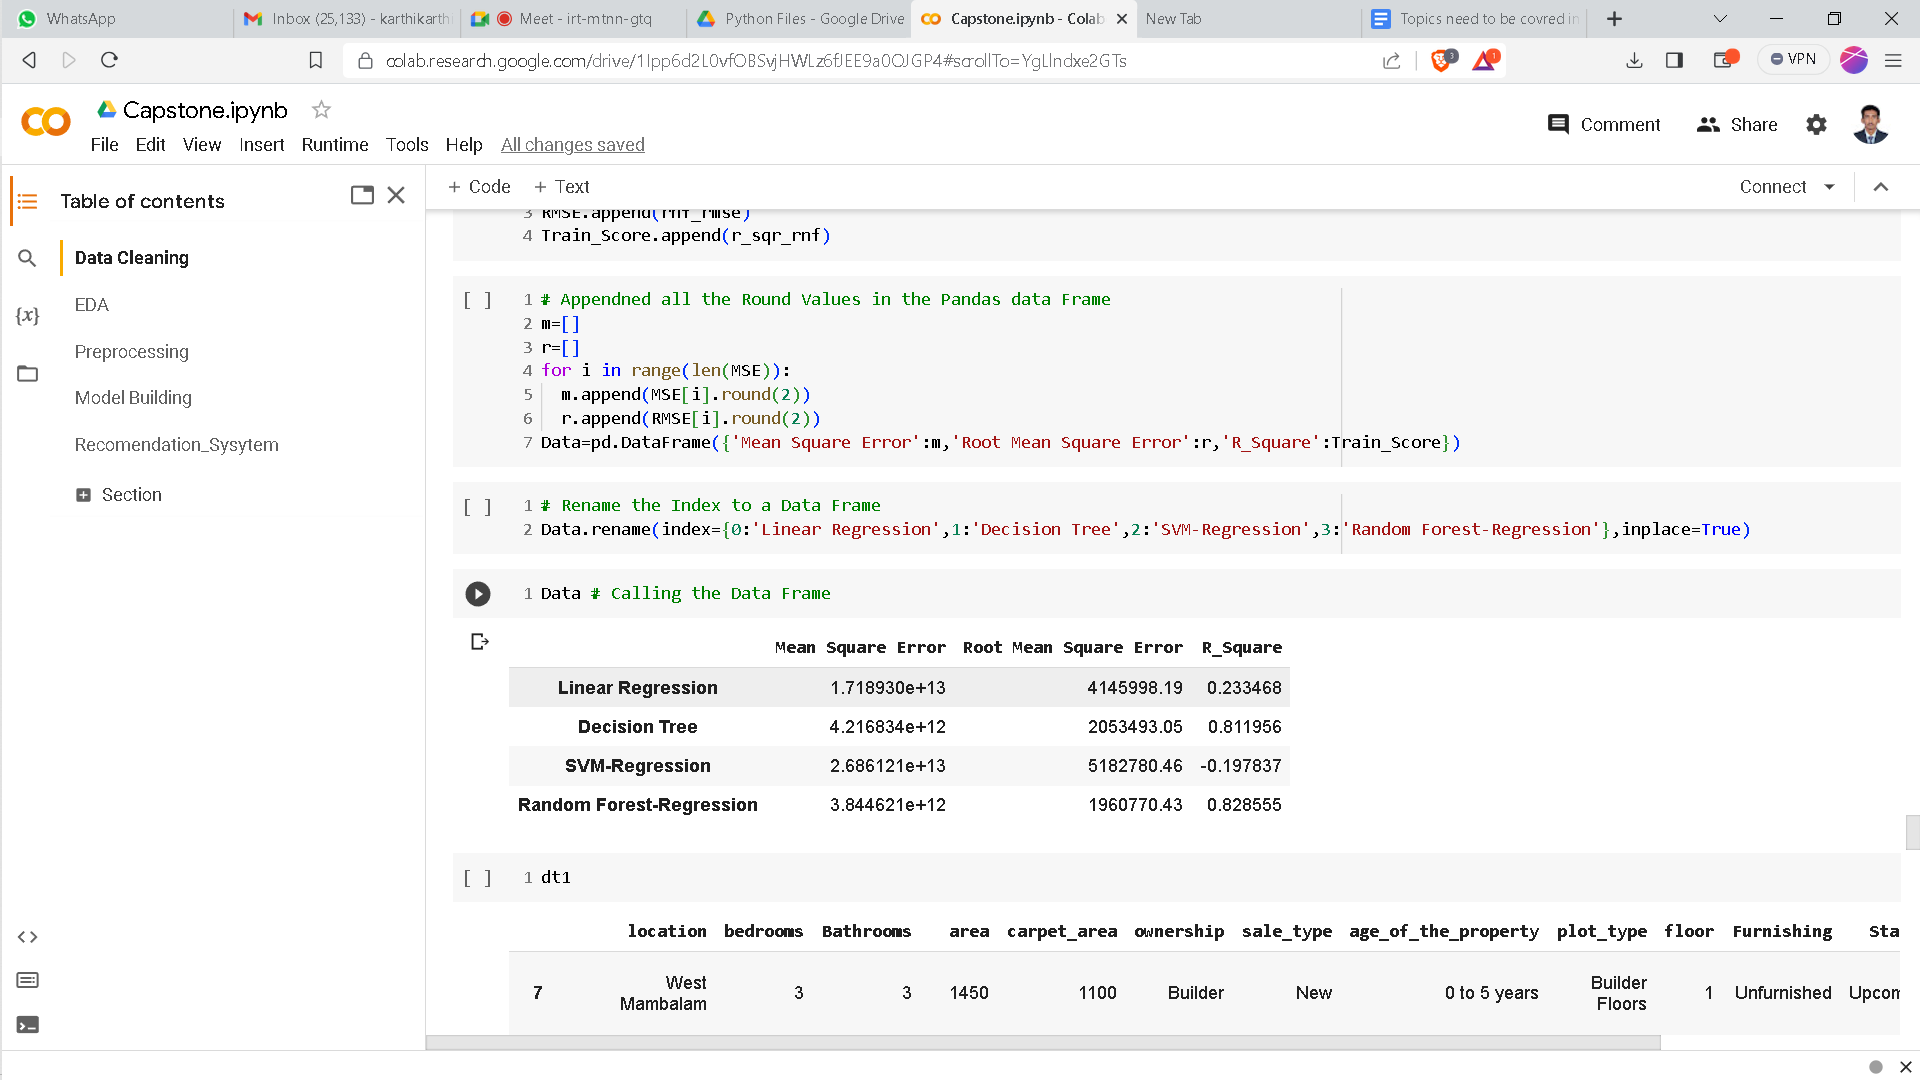 WhatsApp
Inbox (25,133) - karthikarthi
Meet - irt-mtnn-gtq
Python Files - Google Drive
Capstone.ipynb - Colab
New Tab
Topics need to be covred in
colab.research.google.com/drive/
3
1
VPN
Capstone.ipynb
File Edit View Insert Runtime Tools Help All changes saved
Comment
Share
Table of contents
Data Cleaning
EDA
Preprocessing
Model Building
Recomendation_Sysytem
Section
{x}
+ Code + Text
Connect
3 RMSE.append(rnf_rmse)
4 Train_Score.append(r_sqr_rnf)
[ ]
1 # Appendned all the Round Values in the Pandas data Frame
2 m=[]
3 r=[]
4 for i in range(len(MSE)):
5 m.append(MSE[i].round(2))
6 r.append(RMSE[i].round(2))
7 Data=pd.DataFrame({'Mean Square Error':m,'Root Mean Square Error':r,'R_Square':Train_Score})
[ ]
1 # Rename the Index to a Data Frame
2 Data.rename(index={0:'Linear Regression',1:'Decision Tree',2:'SVM-Regression',3:'Random Forest-Regression'},inplace=True)
1 Data # Calling the Data Frame
Mean Square Error Root Mean Square Error R_Square
Linear Regression 1.718930e+13 4145998.19 0.233468
Decision Tree 4.216834e+12 2053493.05 0.811956
SVM-Regression 2.686121e+13 5182780.46 -0.197837
Random Forest-Regression 3.844621e+12 1960770.43 0.828555
[ ]
1 dt1
location bedrooms Bathrooms area carpet_area ownership sale_type age_of_the_property plot_type floor Furnishing Sta
7 West Mambalam 3 3 1450 1100 Builder New 0 to 5 years Builder Floors 1 Unfurnished Upcom